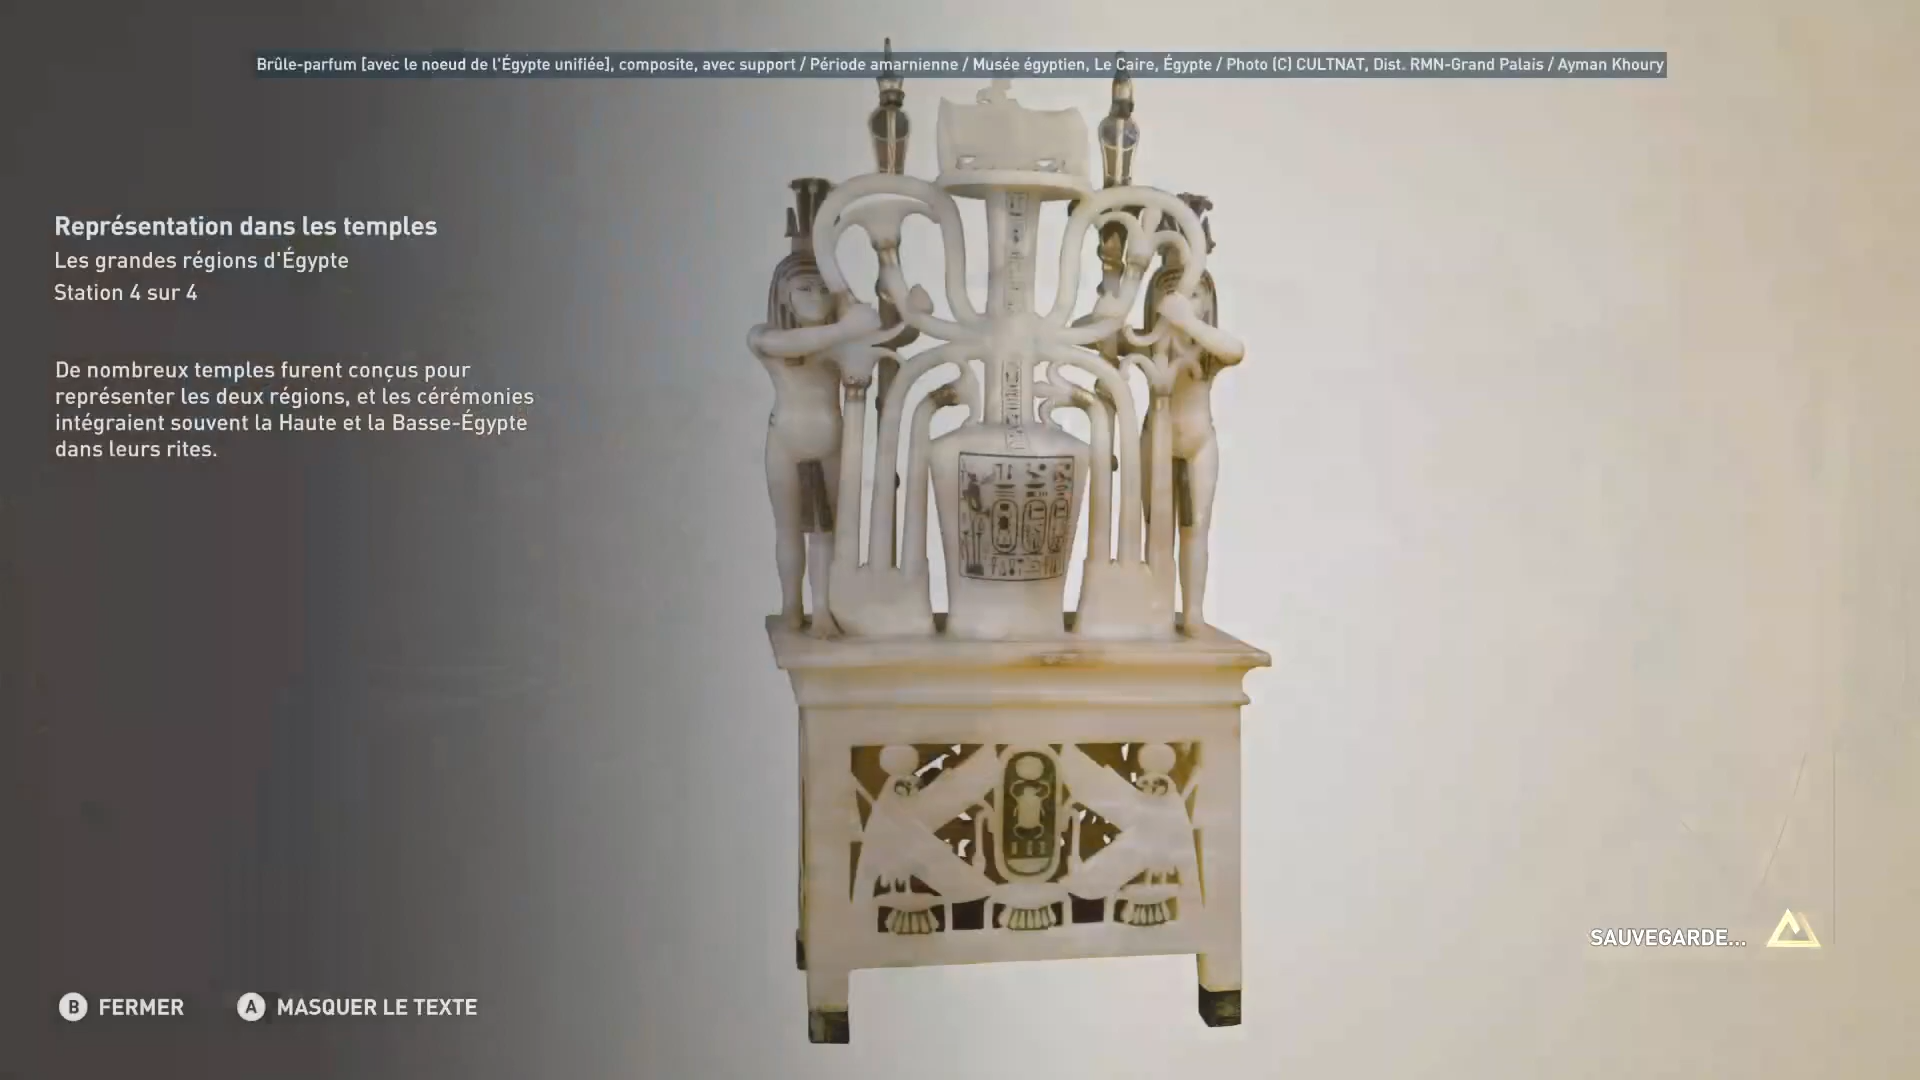 Brûle-parfum [avec le noeud de l'Égypte unifiée], composite, avec support / Période amarnienne / Musée égyptien, Le Caire, Égypte / Photo (C) CULTNAT, Dist. RMN-Grand Palais / Ayman Khoury
Représentation dans les temples
Les grandes régions d'Égypte
Station 4 sur 4
De nombreux temples furent conçus pour
représenter les deux régions, et les cérémonies
intégraient souvent la Haute et la Basse-Égypte
dans leurs rites.
SAUVEGARDE...
B FERMER A MASQUER LE TEXTE